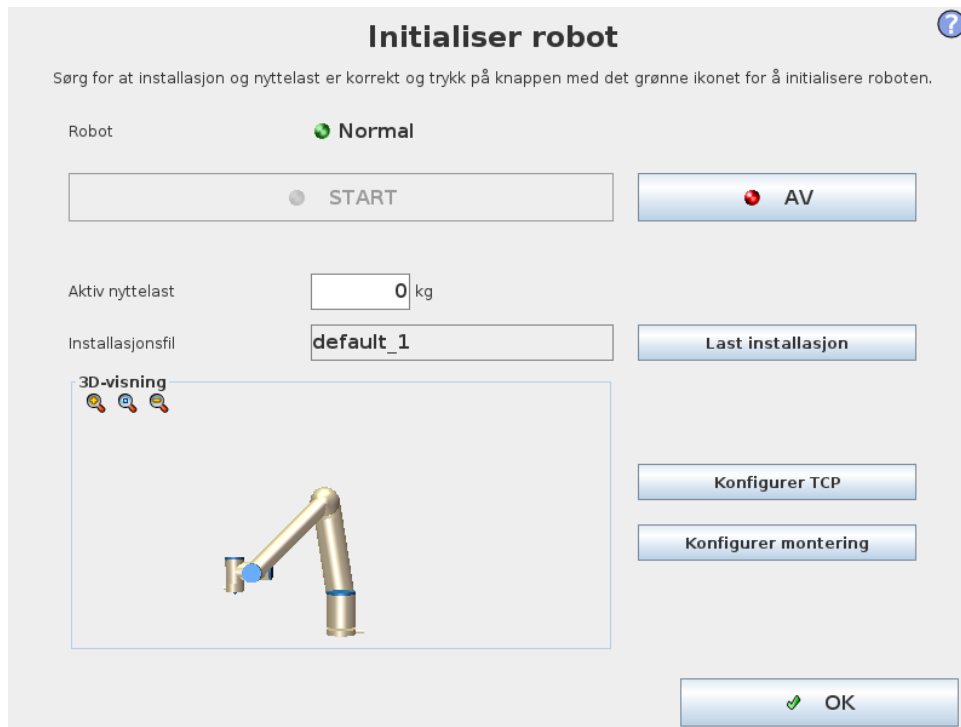 Initialiser robot
?
Sørg for at installasjon og nyttelast er korrekt og trykk på knappen med det grønne ikonet for å initialisere roboten.
Robot
Normal
START
AV
Aktiv nyttelast
0 kg
Installasjonsfil
default_1
Last installasjon
3D-visning
Konfigurer TCP
Konfigurer montering
OK